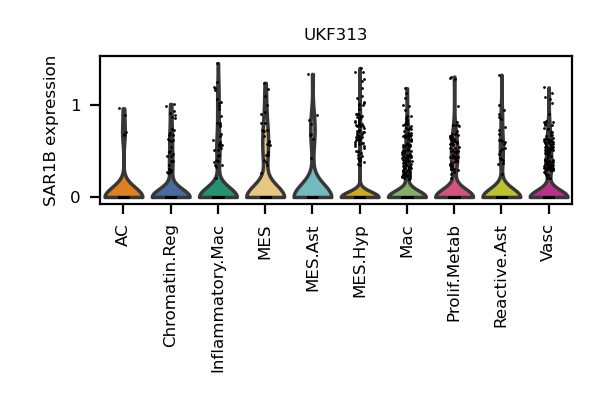 UKF313
SAR1B expression
1
0
AC
Chromatin.Reg
Inflammatory.Mac
MES
MES.Ast
MES.Hyp
Mac
Prolif.Metab
Reactive.Ast
Vasc